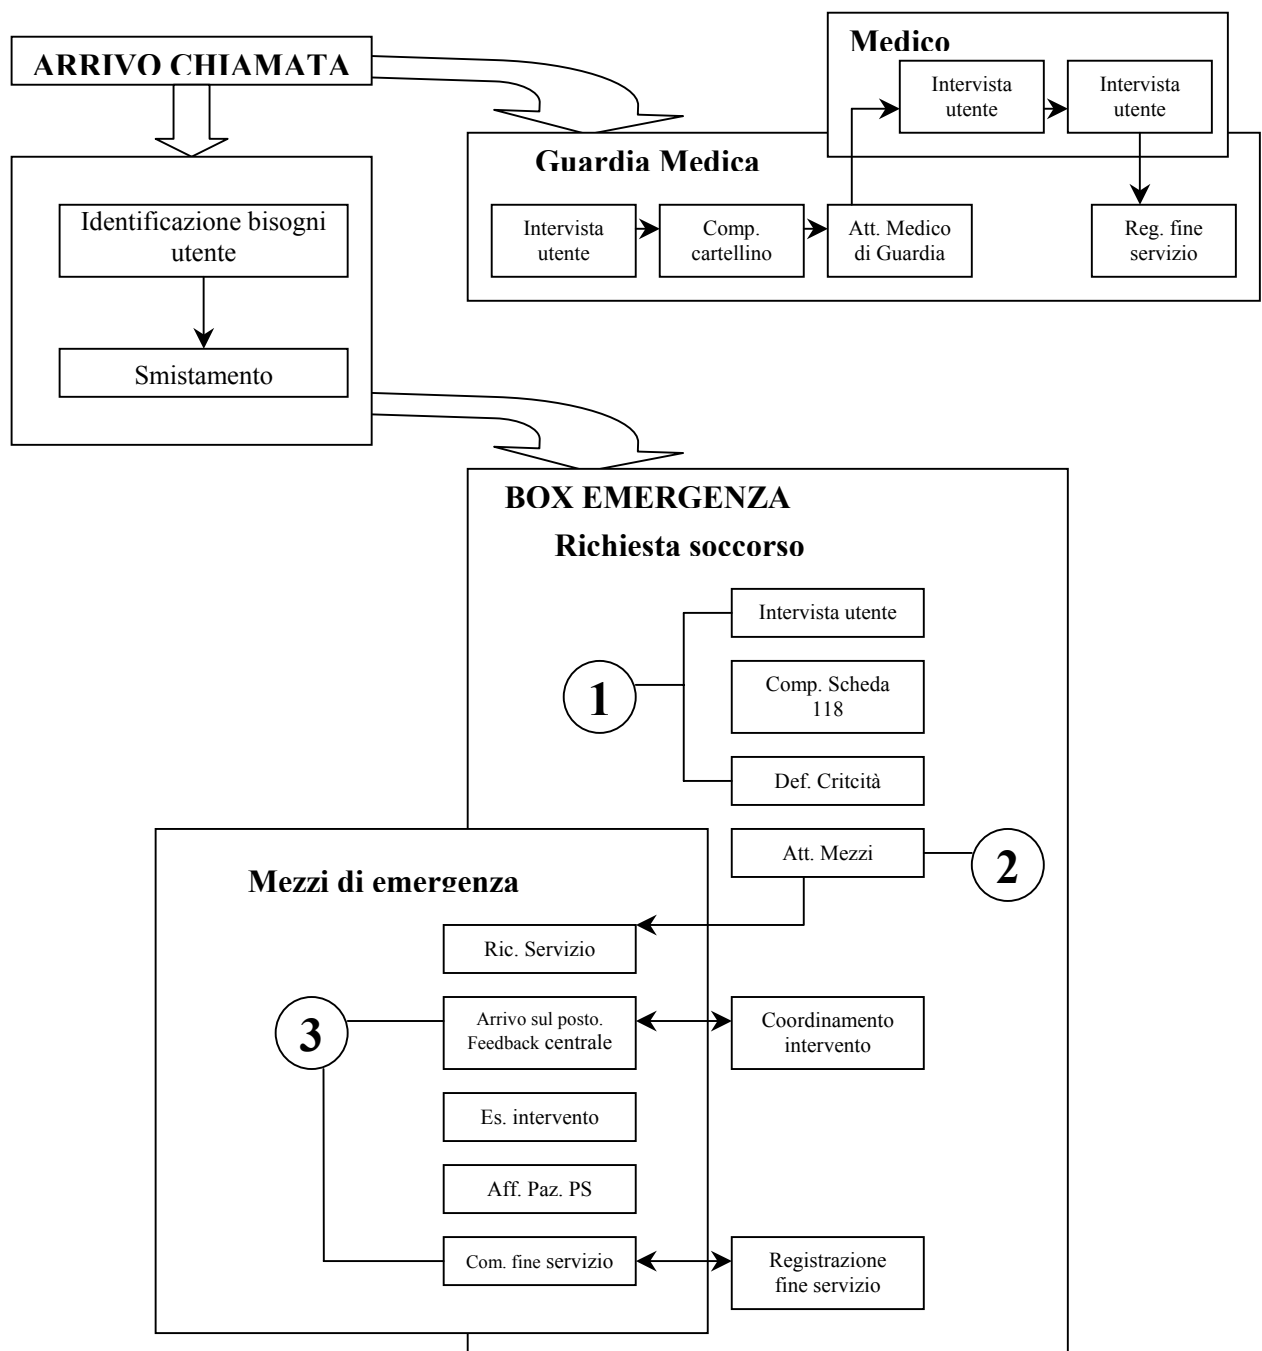 ARRIVO CHIAMATA
Medico
Intervista
utente
Intervista
utente
Guardia Medica
Intervista
utente
Comp.
cartellino
Att. Medico
di Guardia
Reg. fine
servizio
Identificazione bisogni
utente
Smistamento
BOX EMERGENZA
Richiesta soccorso
Intervista utente
1
Comp. Scheda
118
Def. Critcità
Att. Mezzi
2
Mezzi di emergenza
Ric. Servizio
3
Arrivo sul posto.
Feedback centrale
Coordinamento
intervento
Es. intervento
Aff. Paz. PS
Com. fine servizio
Registrazione
fine servizio